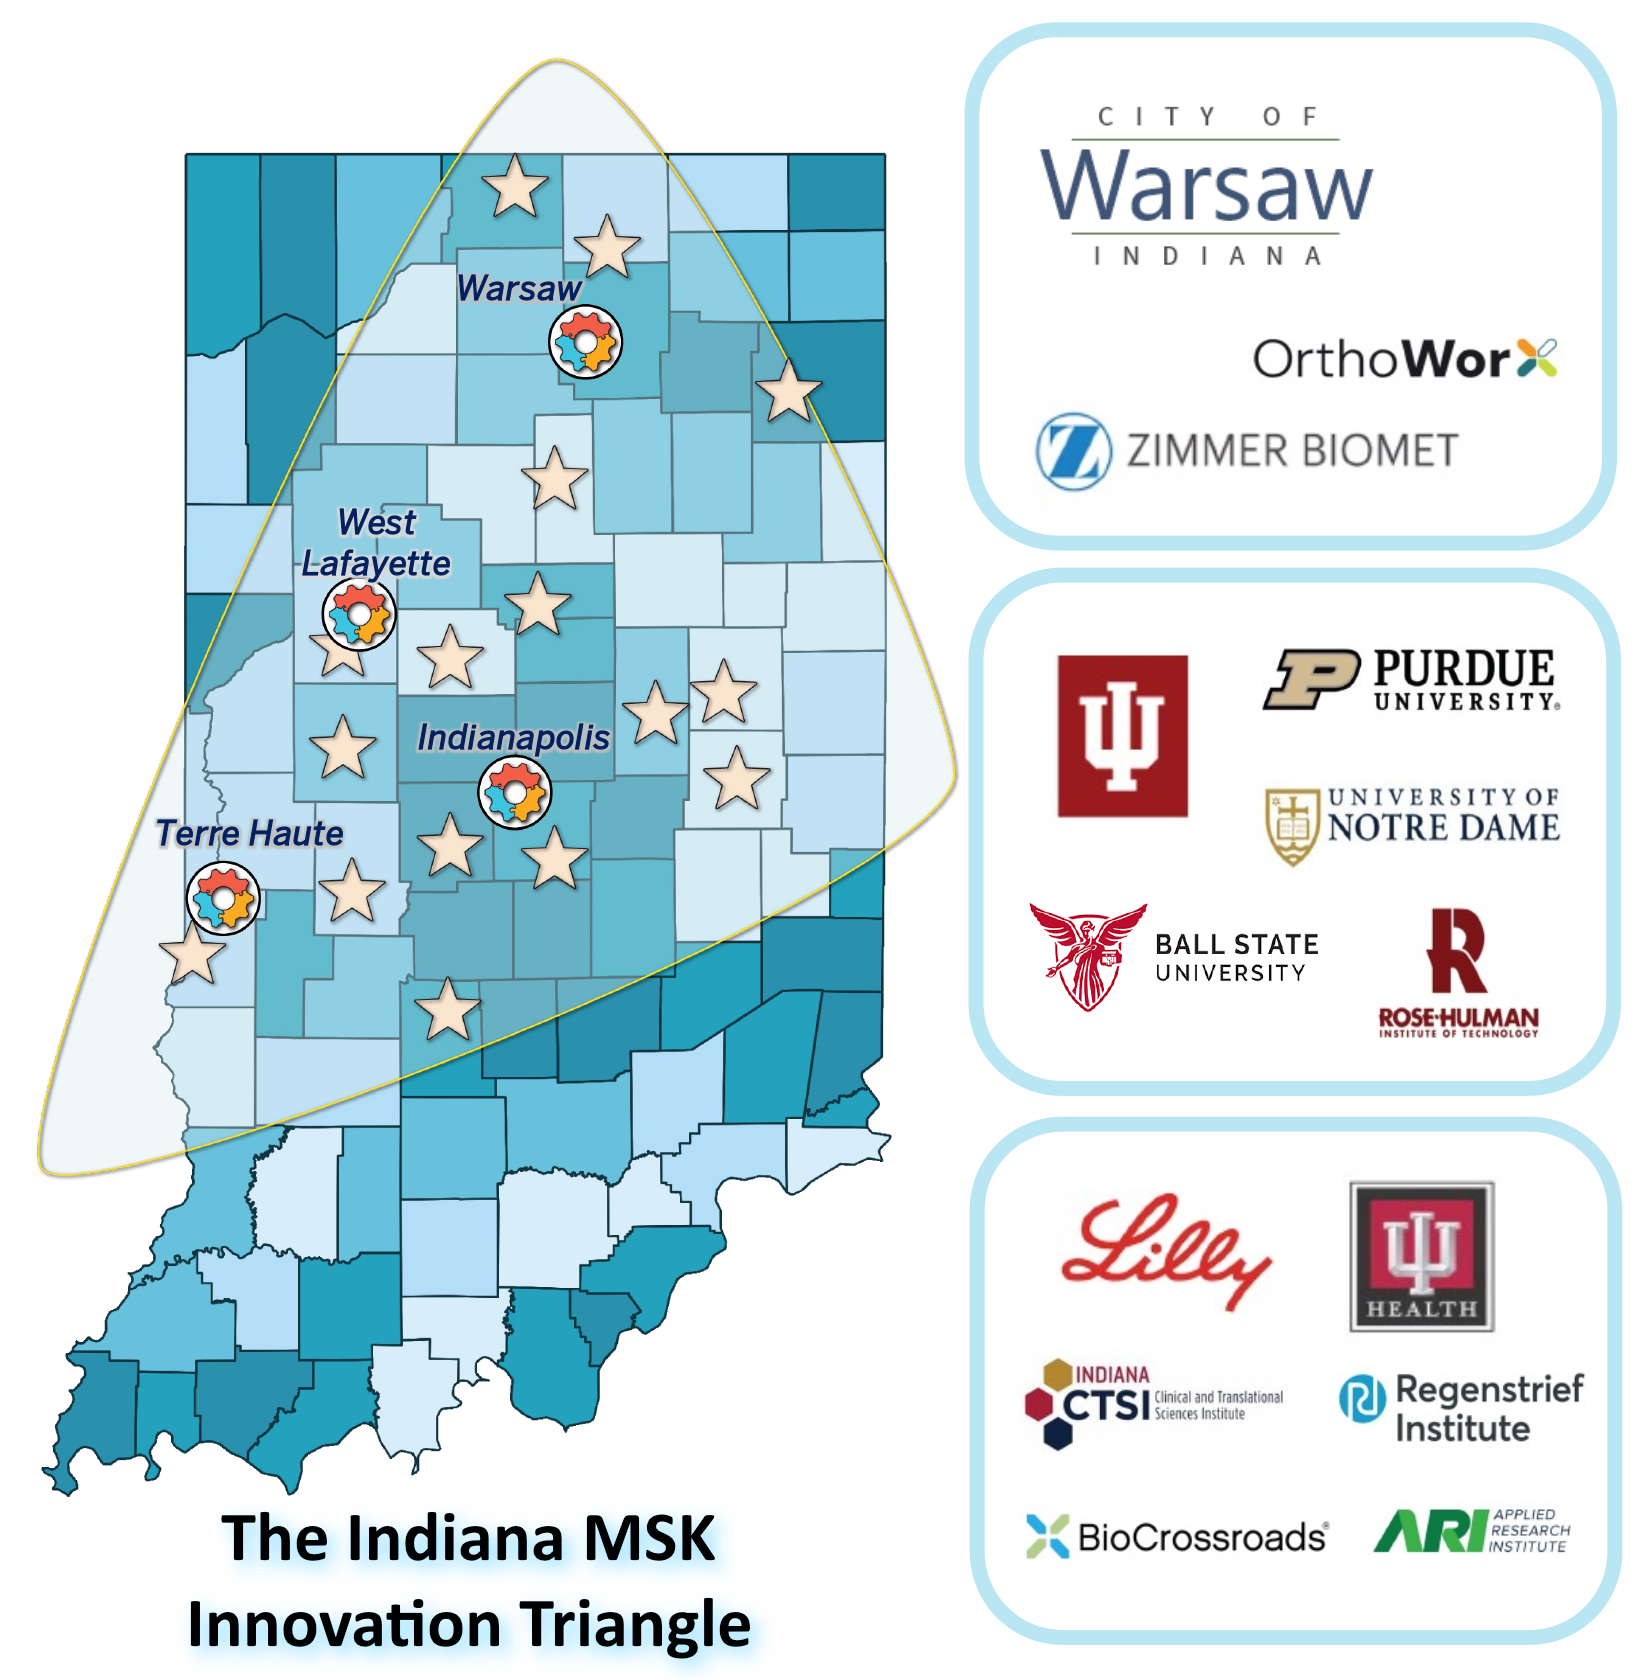 Warsaw
West
Lafayette
Indianapolis
Terre Haute
The Indiana MSK
Innovation Triangle
CITY OF
Warsaw
INDIANA
OrthoWorX
Z ZIMMER BIOMET
IU
P PURDUE
UNIVERSITY®
UNIVERSITY OF
NOTRE DAME
BALL STATE
UNIVERSITY
R
ROSE-HULMAN
INSTITUTE OF TECHNOLOGY
Lilly
IU
HEALTH
INDIANA
CTSI Clinical and Translational
Sciences Institute
Regenstrief
Institute
BioCrossroads®
ARI APPLIED
RESEARCH
INSTITUTE